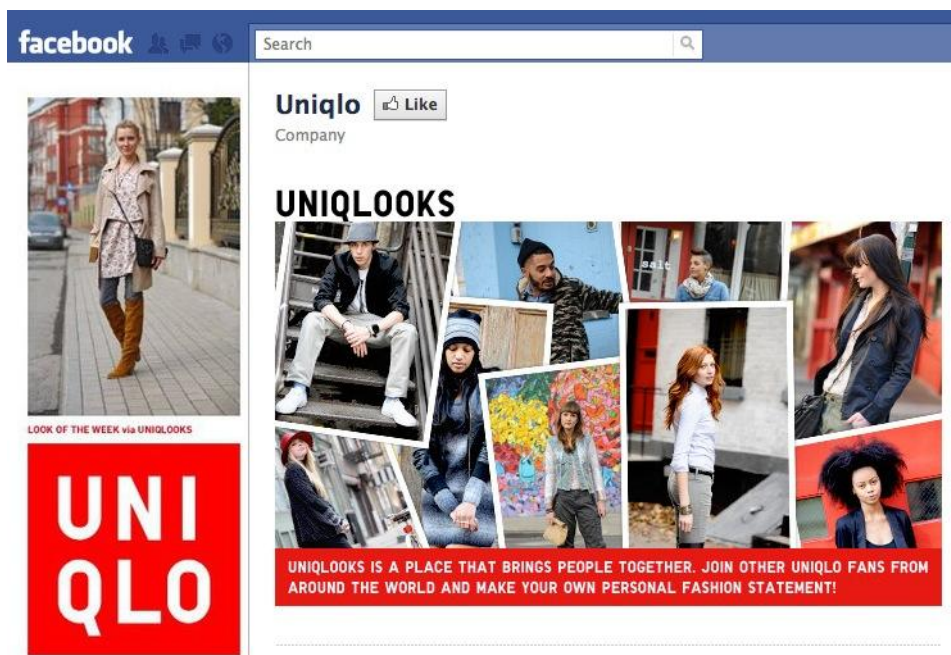 facebook
Search
Uniqlo
Like
Company
UNIQLOOKS
salt
LOOK OF THE WEEK via UNIQLOOKS
UNI
QLO
UNIQLOOKS IS A PLACE THAT BRINGS PEOPLE TOGETHER. JOIN OTHER UNIQLO FANS FROM
AROUND THE WORLD AND MAKE YOUR OWN PERSONAL FASHION STATEMENT!